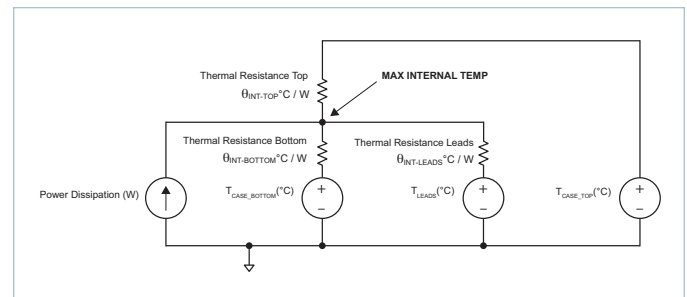 Thermal Resistance Top
θINT-TOP°C / W
MAX INTERNAL TEMP
Thermal Resistance Bottom
θINT-BOTTOM°C / W
Thermal Resistance Leads
θINT-LEADS°C / W
Power Dissipation (W)
TCASE_BOTTOM(°C)
+
–
TLEADS(°C)
+
–
TCASE_TOP(°C)
+
–